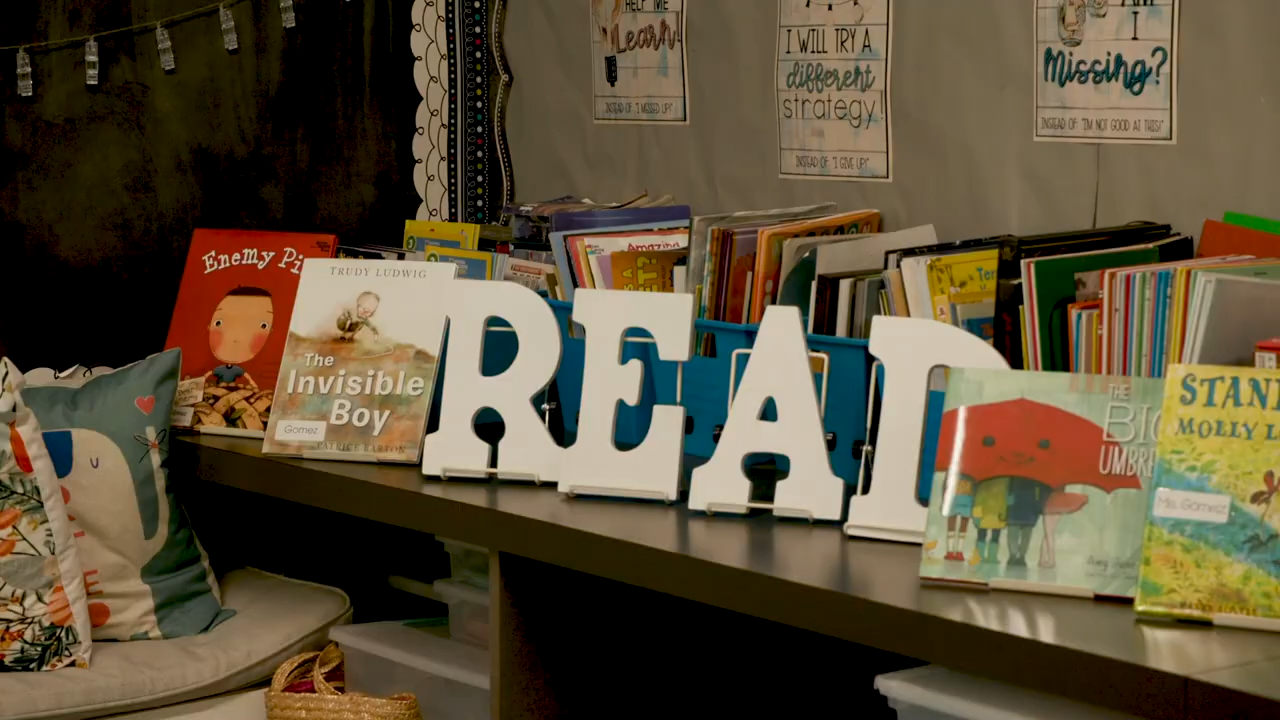 HELP ME
Learn!
INSTEAD OF: "I MESSED UP!"
I WILL TRY A
different
strategy!
INSTEAD OF: "I GIVE UP!"
AM
I
Missing?
INSTEAD OF: "I'M NOT GOOD AT THIS!"
Enemy Pi
TRUDY LUDWIG
The
Invisible
Boy
Gomez
PATRICE BARTON
Amazing
READ
THE
BIG
UMBRE
STAN
MOLLY L
Ms. Gomez